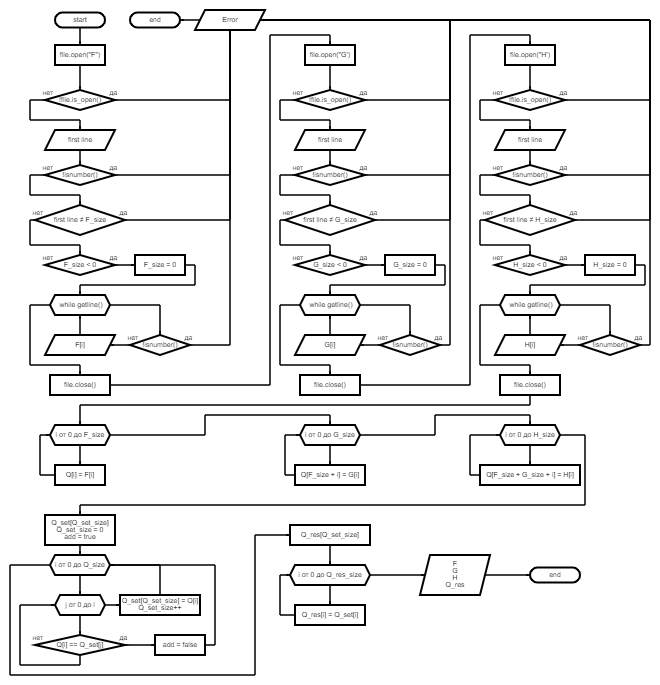 start
end
Error
file.open("F")
file.open("G")
file.open("H")
нет
да
!file.is_open()
нет
да
!file.is_open()
нет
да
!file.is_open()
first line
first line
first line
нет
да
!isnumber()
нет
да
!isnumber()
нет
да
!isnumber()
нет
да
first line ≠ F_size
нет
да
first line ≠ G_size
нет
да
first line ≠ H_size
нет
да
F_size < 0
F_size = 0
нет
да
G_size < 0
G_size = 0
нет
да
H_size < 0
H_size = 0
while getline()
while getline()
while getline()
F[i]
нет
да
!isnumber()
G[i]
нет
да
!isnumber()
H[i]
нет
да
!isnumber()
file.close()
file.close()
file.close()
i от 0 до F_size
i от 0 до G_size
i от 0 до H_size
Q[i] = F[i]
Q[F_size + i] = G[i]
Q[F_size + G_size + i] = H[i]
Q_set[Q_set_size]
Q_set_size = 0
add = true
Q_res[Q_set_size]
i от 0 до Q_size
i от 0 до Q_res_size
F
G
H
Q_res
end
j от 0 до i
Q_set[Q_set_size] = Q[i]
Q_set_size++
Q_res[i] = Q_set[i]
нет
да
Q[i] == Q_set[j]
add = false